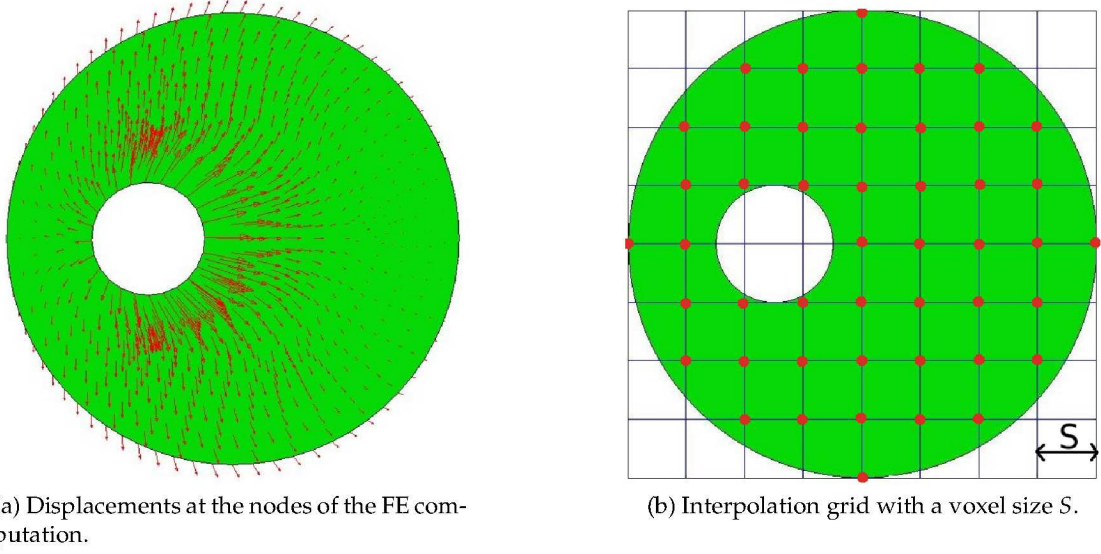 S
a) Displacements at the nodes of the FE com-
putation.
(b) Interpolation grid with a voxel size S.